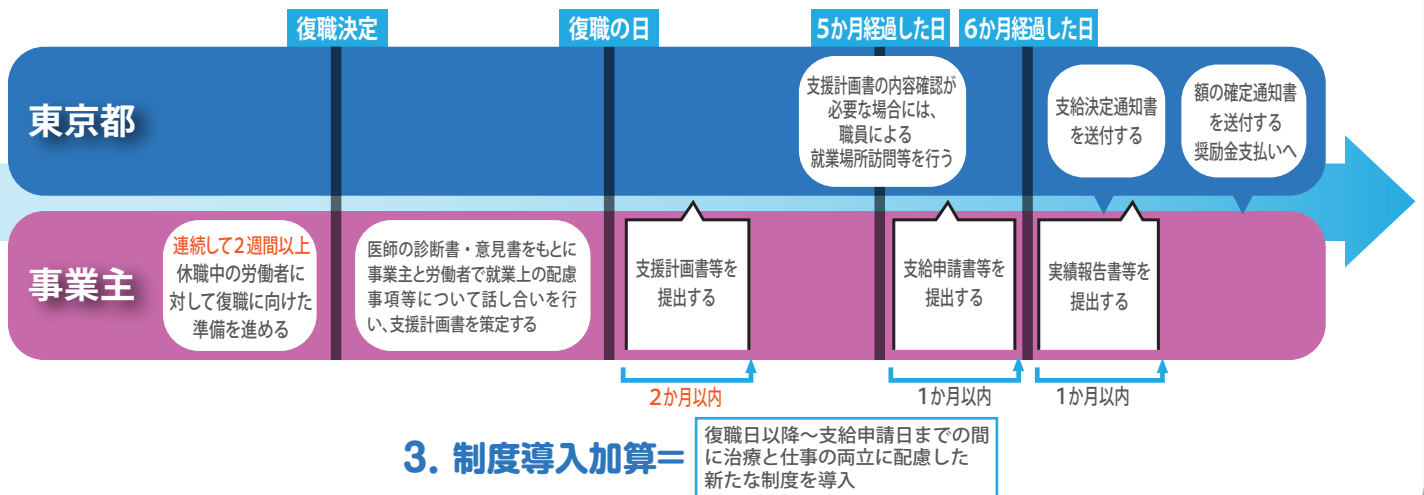 復職決定
復職の日
5か月経過した日
6か月経過した日
東京都
支援計画書の内容確認が
必要な場合には、
職員による
就業場所訪問等を行う
支給決定通知書
を送付する
額の確定通知書
を送付する
奨励金支払いへ
事業主
連続して2週間以上
休職中の労働者に
対して復職に向けた
準備を進める
医師の診断書・意見書をもとに
事業主と労働者で就業上の配慮
事項等について話し合いを行
い、支援計画書を策定する
支援計画書等を
提出する
支給申請書等を
提出する
実績報告書等を
提出する
2か月以内
1か月以内
1か月以内
3. 制度導入加算=
復職日以降～支給申請日までの間
に治療と仕事の両立に配慮した
新たな制度を導入